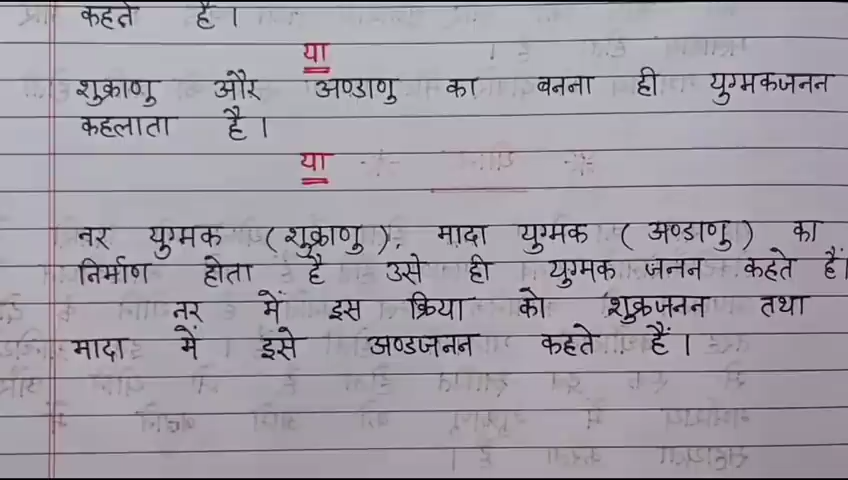 कहते हैं।
या
शुक्राणु और अण्डाणु का बनना ही युग्मकजनन
कहलाता है।
या
नर युग्मक (शुक्राणु), मादा युग्मक (अण्डाणु) का
निर्माण होता है उसे ही युग्मक जनन कहते हैं।
नर में इस क्रिया को शुक्रजनन तथा
मादा में इसे अण्डजनन कहते हैं।